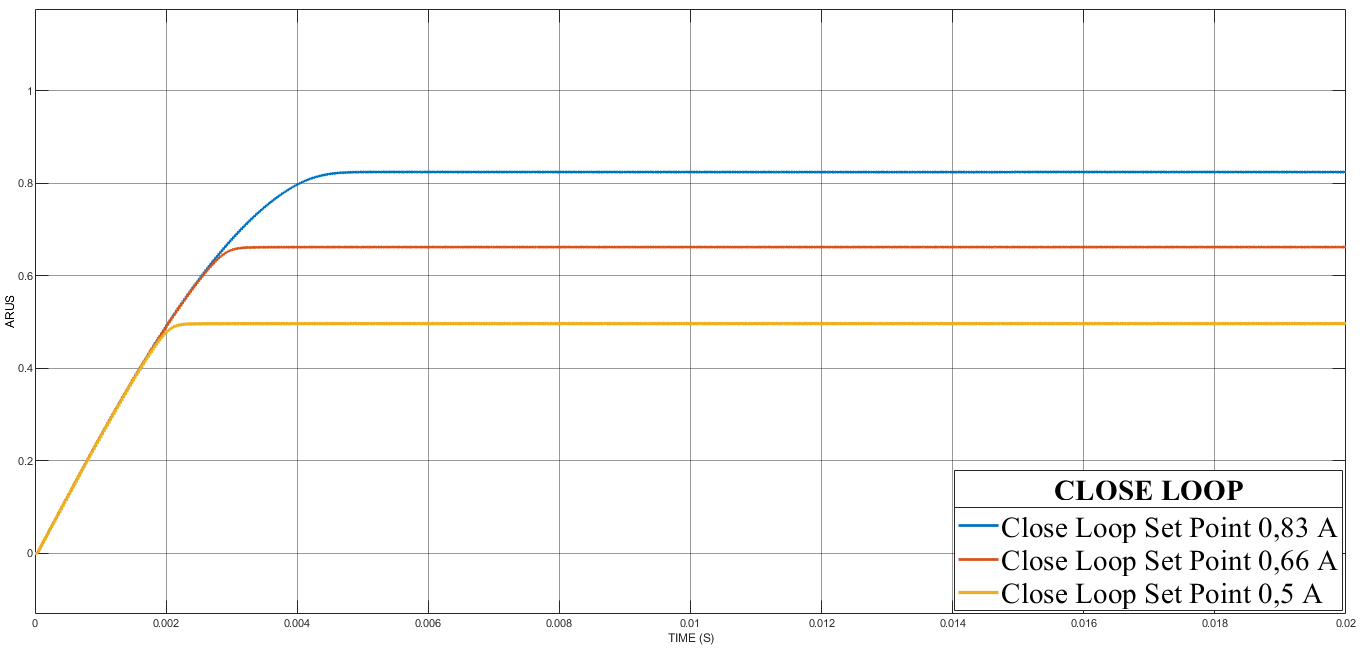 1
0.8
0.6
ARUS
0.4
0.2
0
CLOSE LOOP
Close Loop Set Point 0,83 A
Close Loop Set Point 0,66 A
Close Loop Set Point 0,5 A
0 0.002 0.004 0.006 0.008 0.01 0.012 0.014 0.016 0.018 0.02
TIME (S)